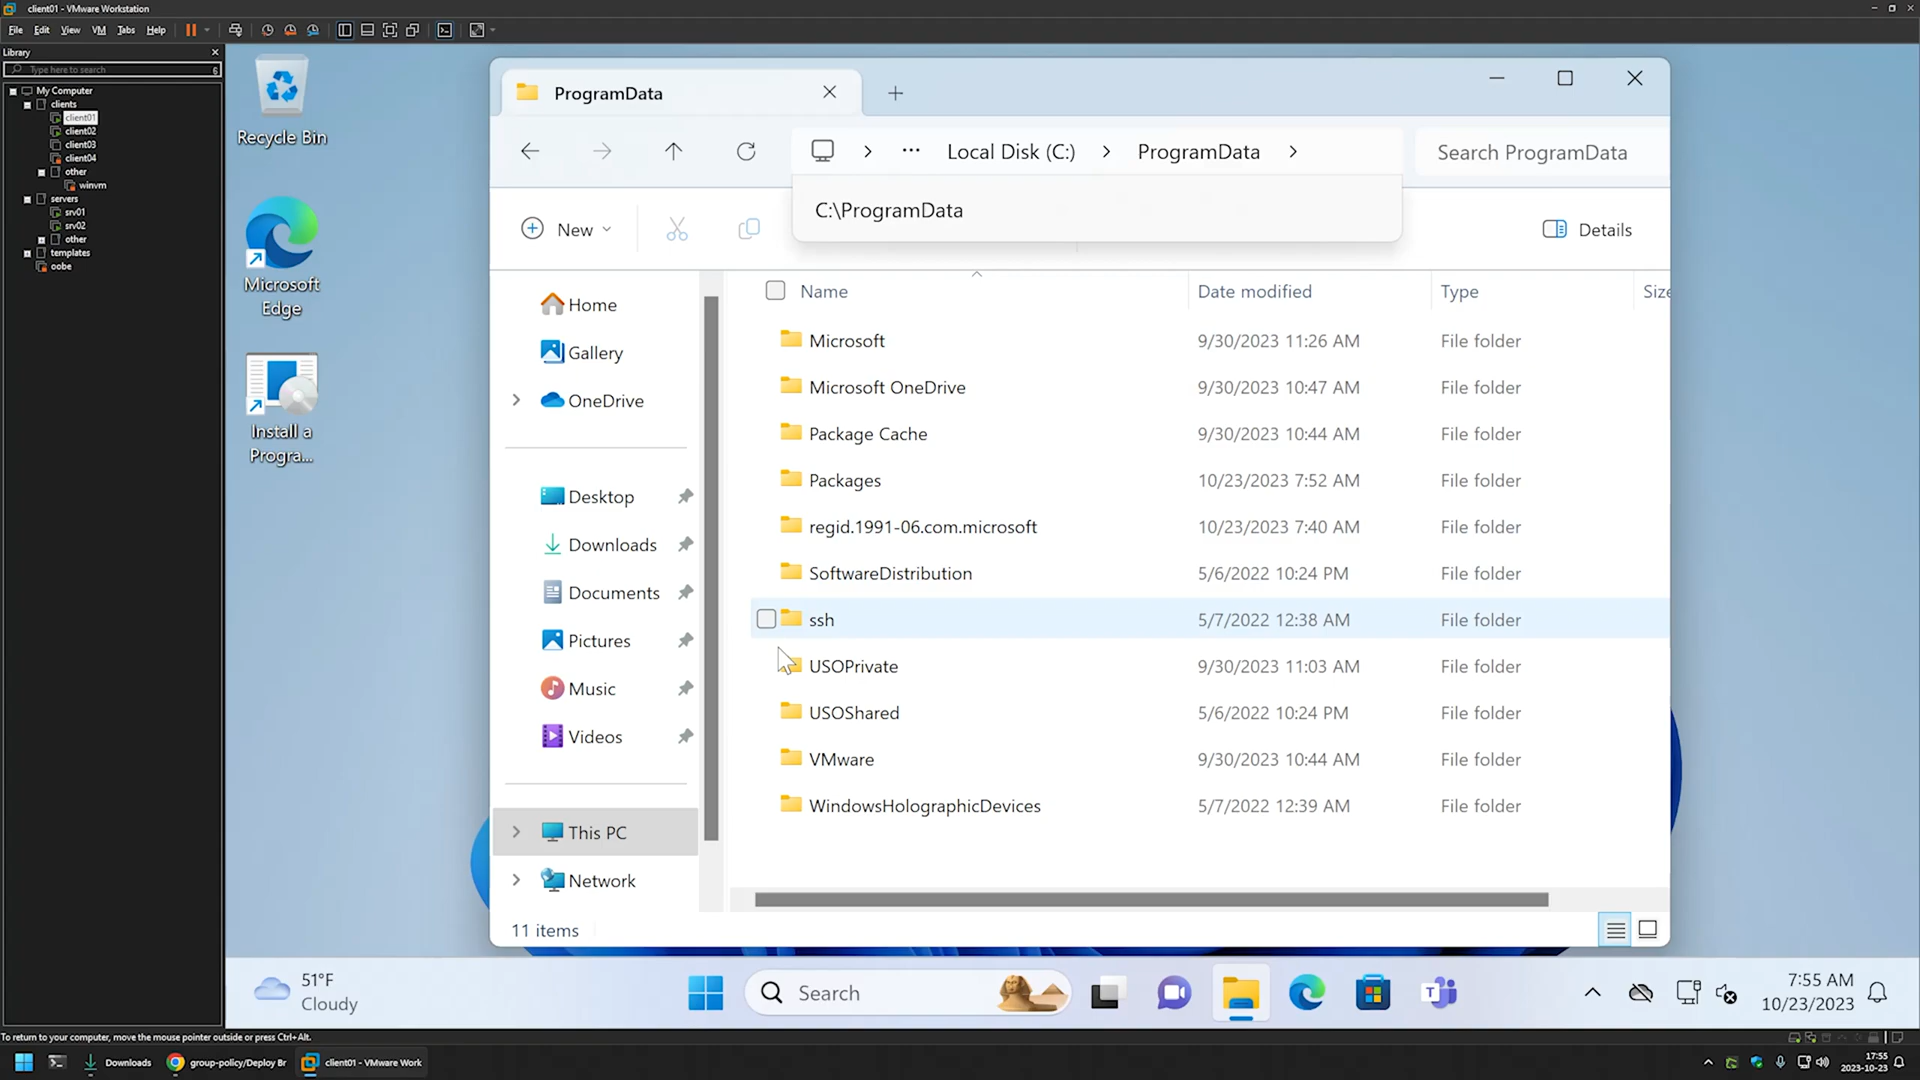 client01 - VMware Workstation
File Edit View VM Tabs Help
Library
Type here to search
My Computer
clients
client01
client02
client03
client04
other
winvm
servers
srv01
srv02
other
templates
oobe
Recycle Bin
Microsoft
Edge
Install a
Progra...
ProgramData
··· Local Disk (C:) ProgramData
Search ProgramData
C:\ProgramData
New
Details
Home
Gallery
OneDrive
Desktop
Downloads
Documents
Pictures
Music
Videos
This PC
Network
Name Date modified Type Size
Microsoft 9/30/2023 11:26 AM File folder
Microsoft OneDrive 9/30/2023 10:47 AM File folder
Package Cache 9/30/2023 10:44 AM File folder
Packages 10/23/2023 7:52 AM File folder
regid.1991-06.com.microsoft 10/23/2023 7:40 AM File folder
SoftwareDistribution 5/6/2022 10:24 PM File folder
ssh 5/7/2022 12:38 AM File folder
USOPrivate 9/30/2023 11:03 AM File folder
USOShared 5/6/2022 10:24 PM File folder
VMware 9/30/2023 10:44 AM File folder
WindowsHolographicDevices 5/7/2022 12:39 AM File folder
11 items
51°F
Cloudy
Search
7:55 AM
10/23/2023
To return to your computer, move the mouse pointer outside or press Ctrl+Alt.
Downloads
group-policy/Deploy Br
client01 - VMware Work
17:55
2023-10-23